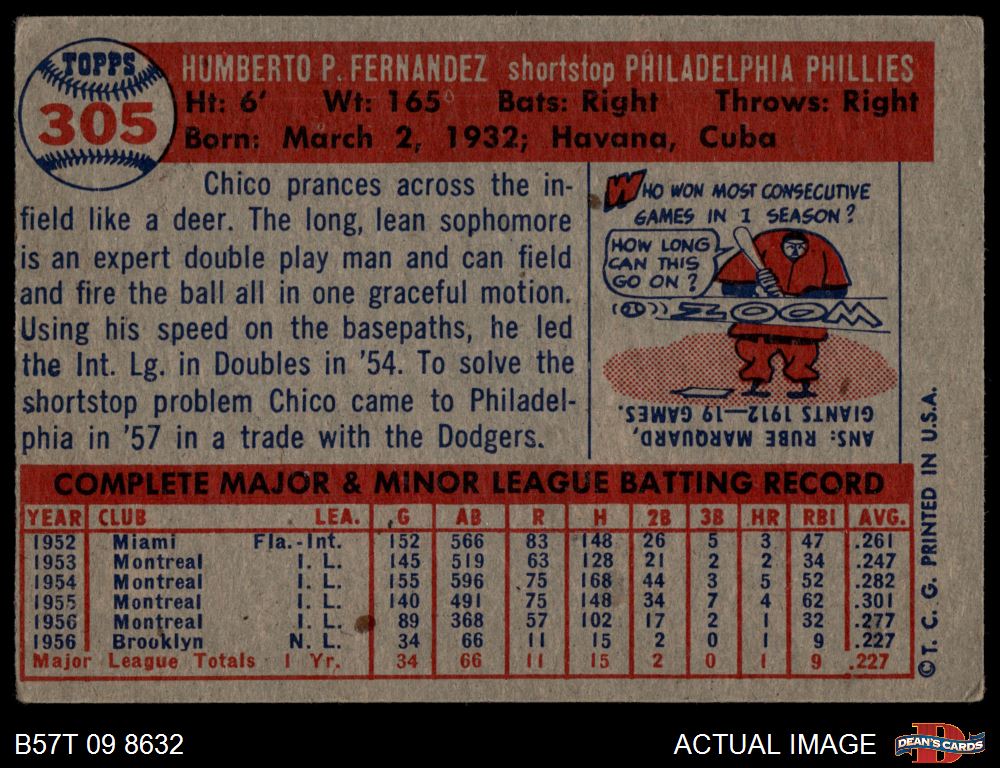 TOPPS
305
HUMBERTO P. FERNANDEZ shortstop PHILADELPHIA PHILLIES
Ht: 6' Wt: 165 Bats: Right Throws: Right
Born: March 2, 1932; Havana, Cuba
Chico prances across the in-
field like a deer. The long, lean sophomore
is an expert double play man and can field
and fire the ball all in one graceful motion.
Using his speed on the basepaths, he led
the Int. Lg. in Doubles in '54. To solve the
shortstop problem Chico came to Philadel-
phia in '57 in a trade with the Dodgers.
WHO WON MOST CONSECUTIVE
GAMES IN 1 SEASON?
HOW LONG
CAN THIS
GO ON?
ZOOM
ANS: RUBE MARQUARD,
GIANTS 1912—19 GAMES.
COMPLETE MAJOR & MINOR LEAGUE BATTING RECORD
YEAR CLUB LEA. G AB R H 2B 3B HR RBI AVG.
1952 Miami Fla.-Int. 152 566 83 148 26 5 3 47 .261
1953 Montreal I. L. 145 519 63 128 21 2 2 34 .247
1954 Montreal I. L. 155 596 75 168 44 3 5 52 .282
1955 Montreal I. L. 140 491 75 148 34 7 4 62 .301
1956 Montreal I. L. 89 368 57 102 17 2 1 32 .277
1956 Brooklyn N. L. 34 66 11 15 2 0 1 9 .227
Major League Totals 1 Yr. 34 66 11 15 2 0 1 9 .227
©T. C. G. PRINTED IN U.S.A.
B57T 09 8632
ACTUAL IMAGE
D
DEAN'S CARDS